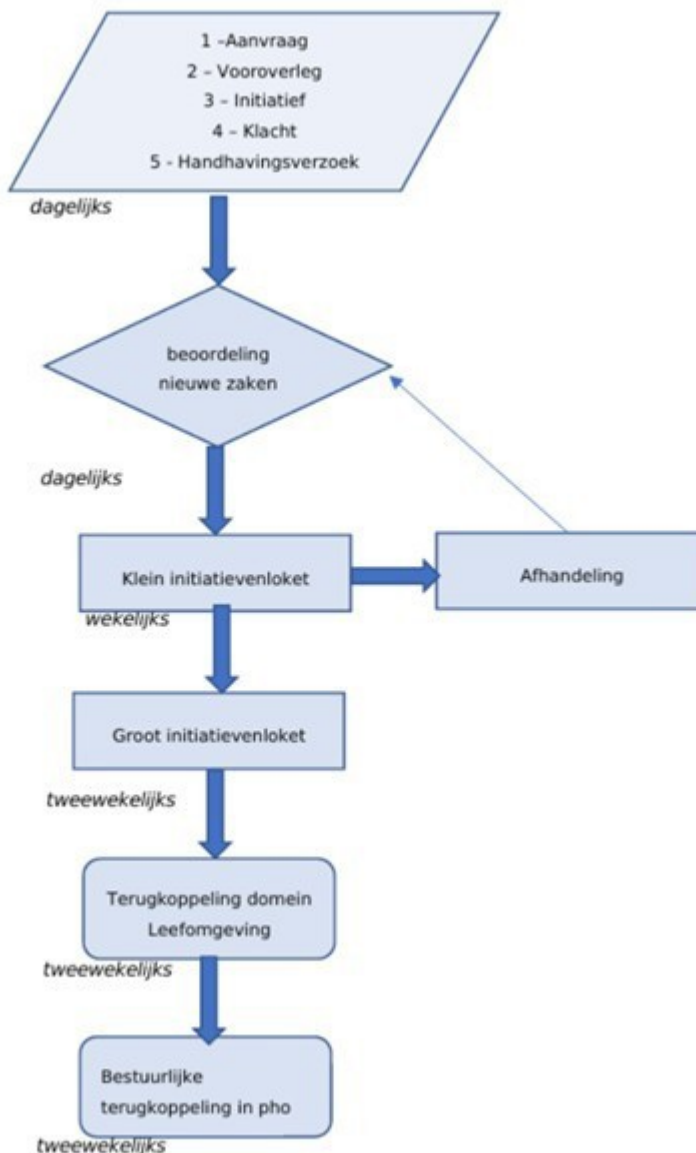 1 –Aanvraag
2 – Vooroverleg
3 – Initiatief
4 – Klacht
5 - Handhavingsverzoek
dagelijks
beoordeling
nieuwe zaken
dagelijks
Klein initiatievenloket
Afhandeling
wekelijks
Groot initiatievenloket
tweewekelijks
Terugkoppeling domein
Leefomgeving
tweewekelijks
Bestuurlijke
terugkoppeling in pho
tweewekelijks